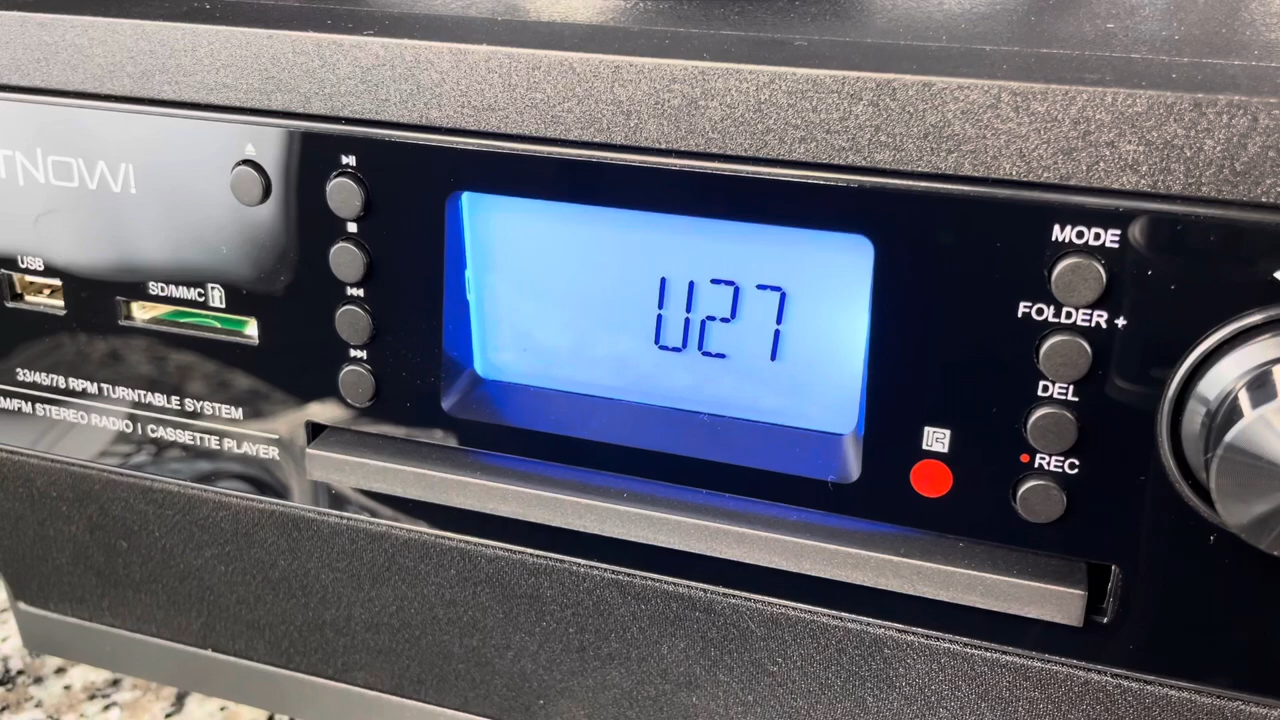 TNOW!
USB
SD/MMC
33/45/78 RPM TURNTABLE SYSTEM
AM/FM STEREO RADIO | CASSETTE PLAYER
U27
MODE
FOLDER +
DEL
REC